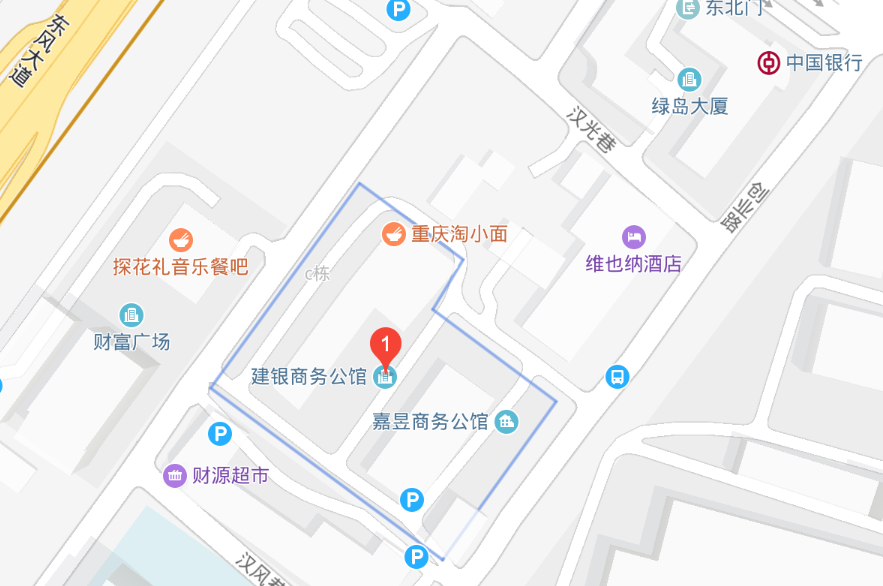 东北门
P
东风大道
中国银行
绿岛大厦
汉光巷
创业路
重庆淘小面
维也纳酒店
探花礼音乐餐吧
c栋
财富广场
1
建银商务公馆
嘉昱商务公馆
P
财源超市
P
P
汉风巷